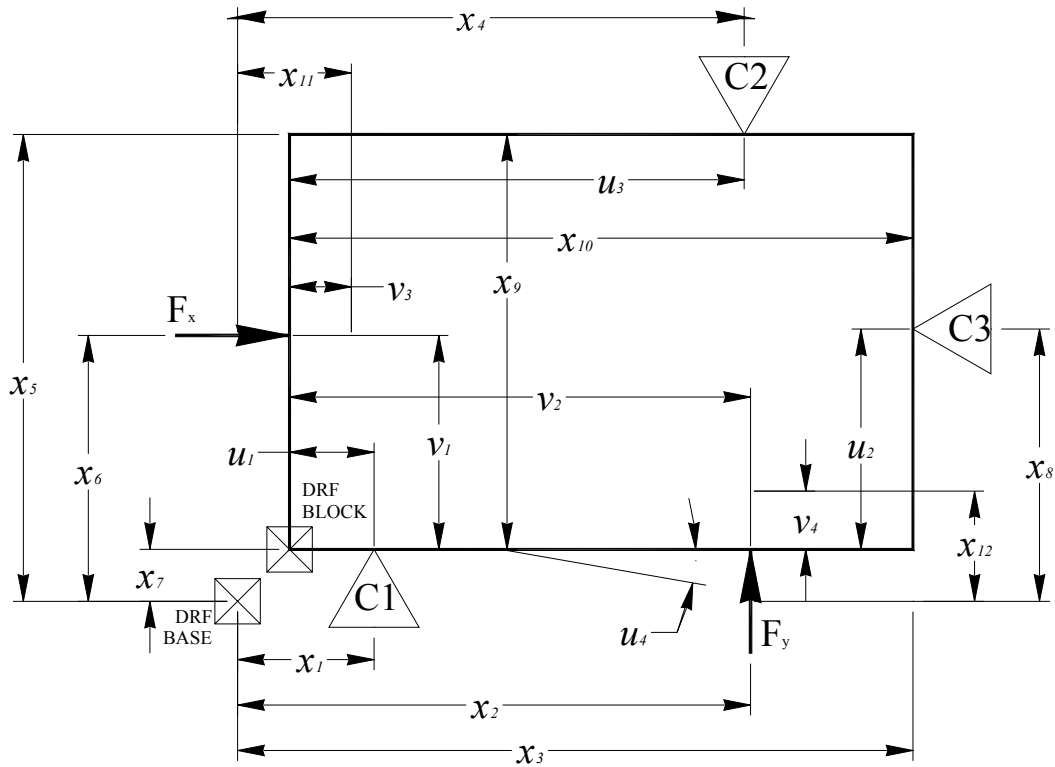 x₄
x₁₁
C2
u₃
x₁₀
x₉
v₃
Fₓ
C3
x₅
v₂
x₆
u₁
v₁
u₂
x₈
DRF
BLOCK
v₄
x₁₂
x₇
C1
DRF
BASE
u₄
F_y
x₁
x₂
x₃